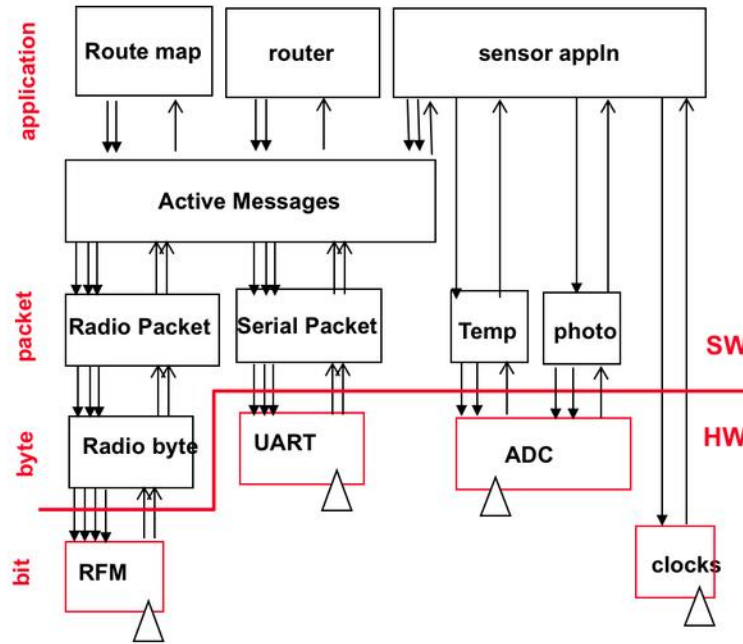 application
Route map
router
sensor appln
Active Messages
packet
Radio Packet
Serial Packet
Temp
photo
SW
byte
Radio byte
UART
ADC
HW
bit
RFM
clocks